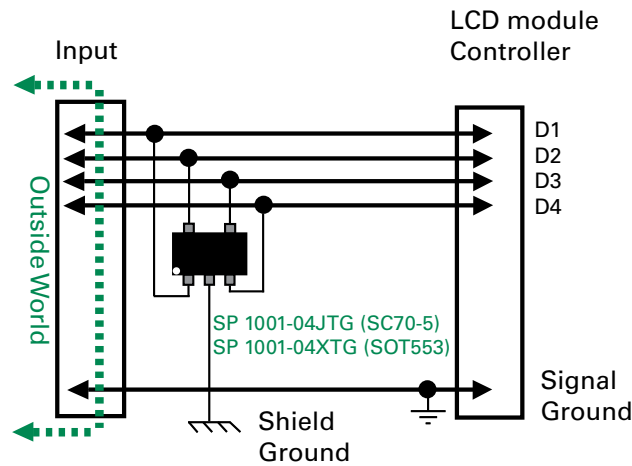 LCD module
Controller
Input
D1
D2
D3
D4
Outside World
SP 1001-04JTG (SC70-5)
SP 1001-04XTG (SOT553)
Signal
Ground
Shield
Ground